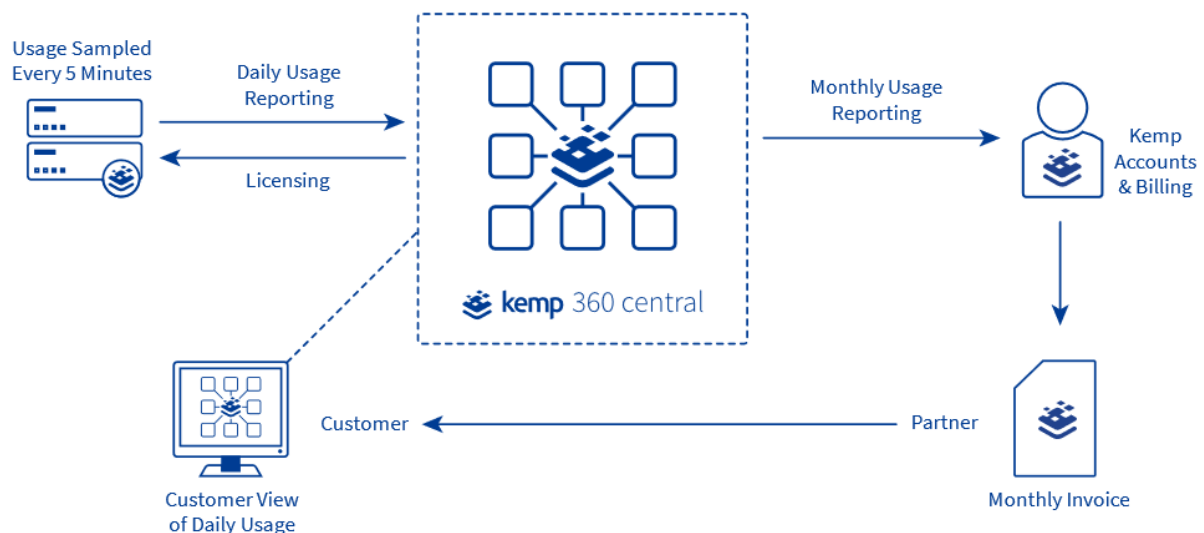 Usage Sampled
Every 5 Minutes
Daily Usage
Reporting
Licensing
kemp 360 central
Monthly Usage
Reporting
Kemp
Accounts
& Billing
Customer
Partner
Customer View
of Daily Usage
Monthly Invoice